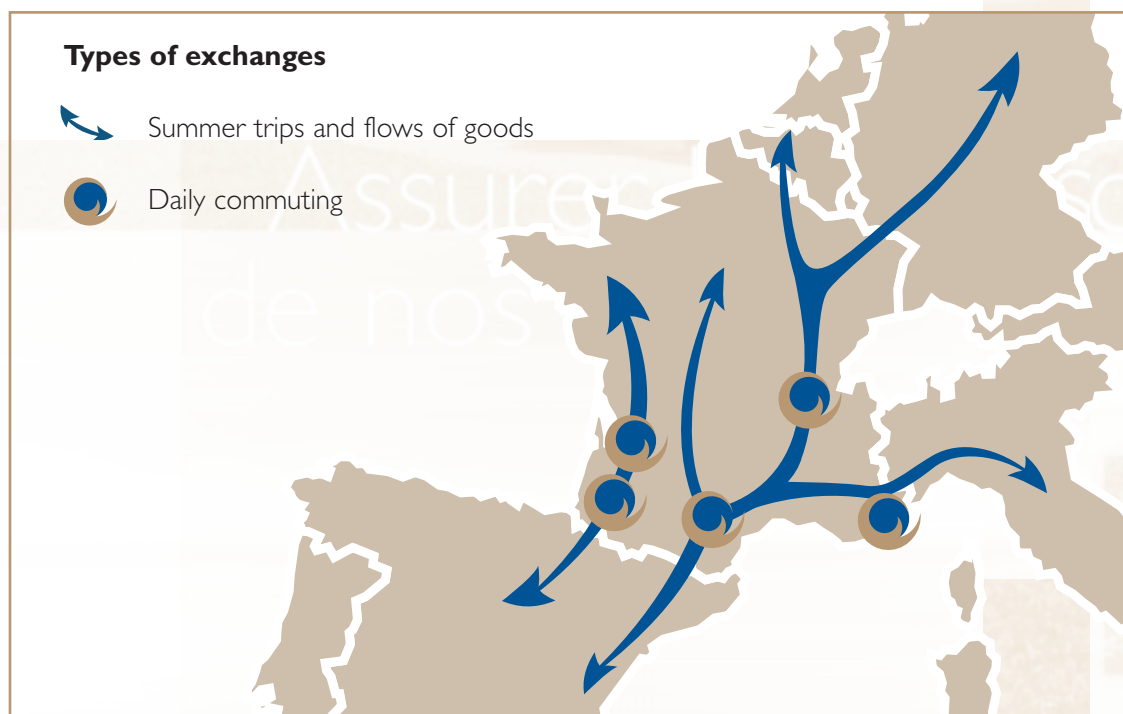 Types of exchanges
Summer trips and flows of goods
Assurer
Daily commuting
de nos